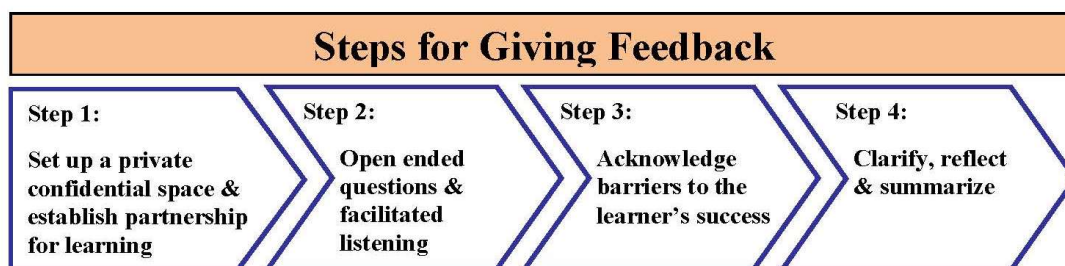 Steps for Giving Feedback
Step 1:
Set up a private
confidential space &
establish partnership
for learning
Step 2:
Open ended
questions &
facilitated
listening
Step 3:
Acknowledge
barriers to the
learner's success
Step 4:
Clarify, reflect
& summarize